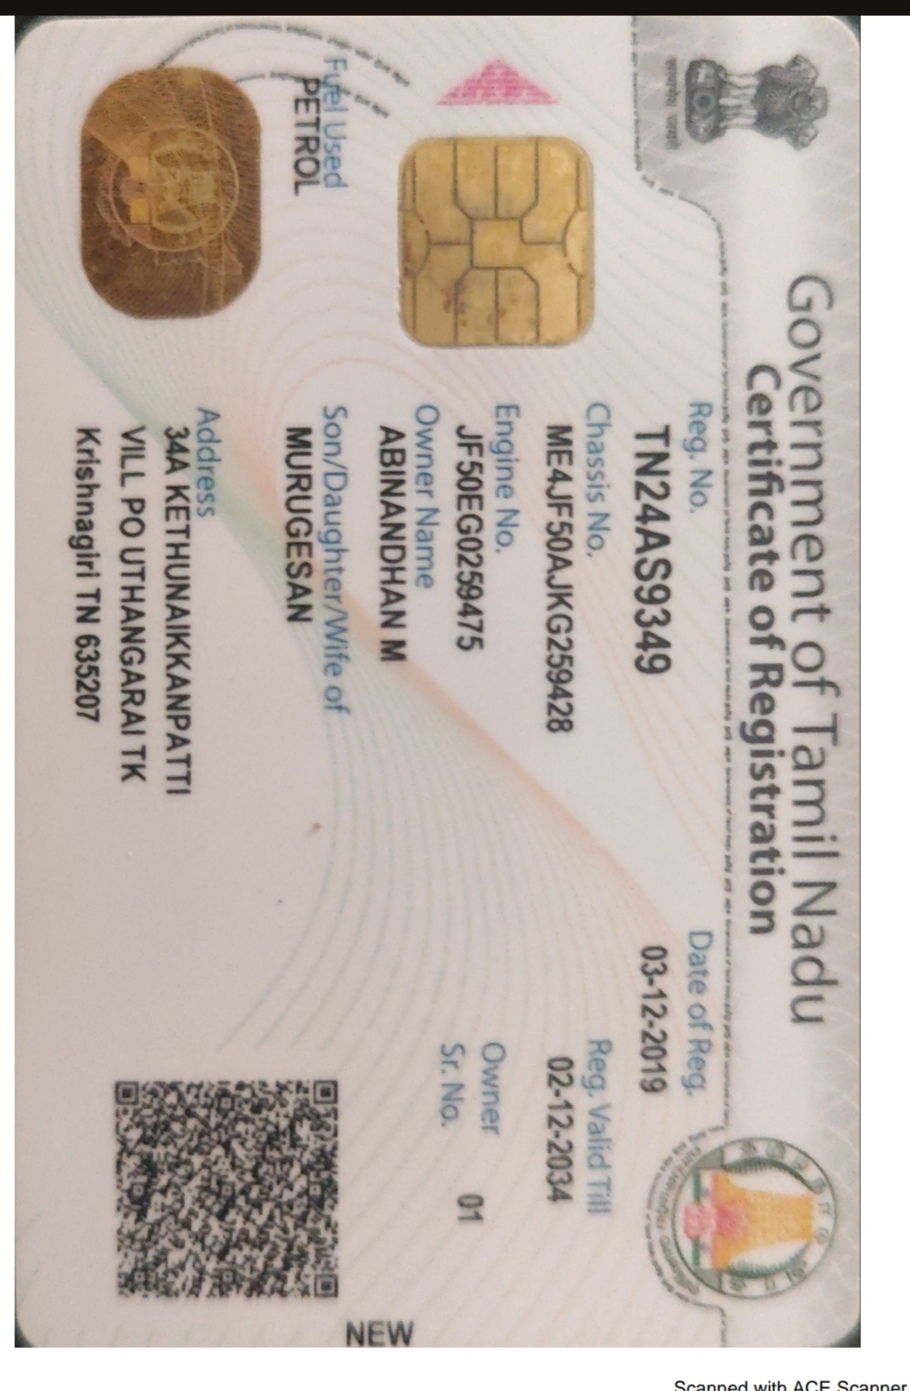 Government of Tamil Nadu
Certificate of Registration
सत्यमेव जयते
Reg. No.
TN24AS9349
Date of Reg.
03-12-2019
Chassis No.
ME4JF50AJKG259428
Reg. Valid Till
02-12-2034
Engine No.
JF50EG0259475
Owner
Sr. No. 01
Owner Name
ABINANDHAN M
Fuel Used
PETROL
Son/Daughter/Wife of
MURUGESAN
Address
34A KETHUNAIKKANPATTI
VILL PO UTHANGARAI TK
Krishnagiri TN 635207
NEW
Scanned with ACE Scanner